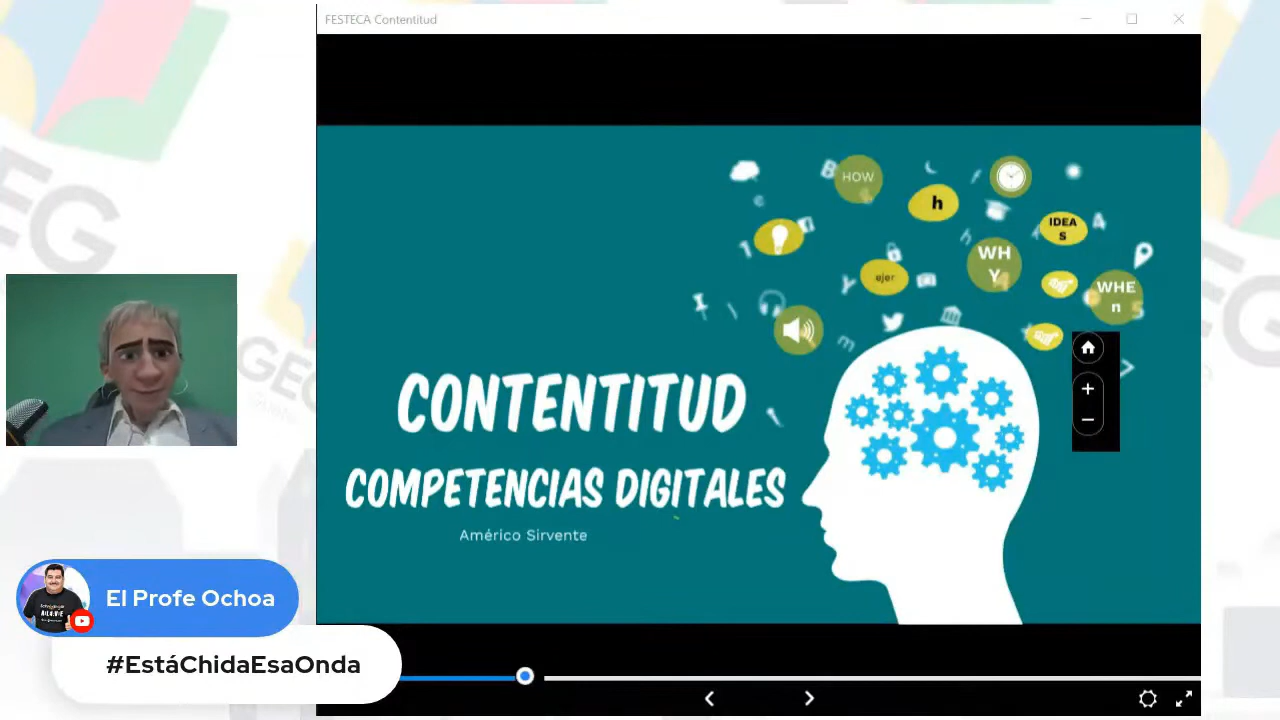 FESTECA Contentitud
HOW
h
IDEA
S
WH
Y
ejer
WHE
n
CONTENTITUD
COMPETENCIAS DIGITALES
Américo Sirvente
El Profe Ochoa
#EstáChidaEsaOnda